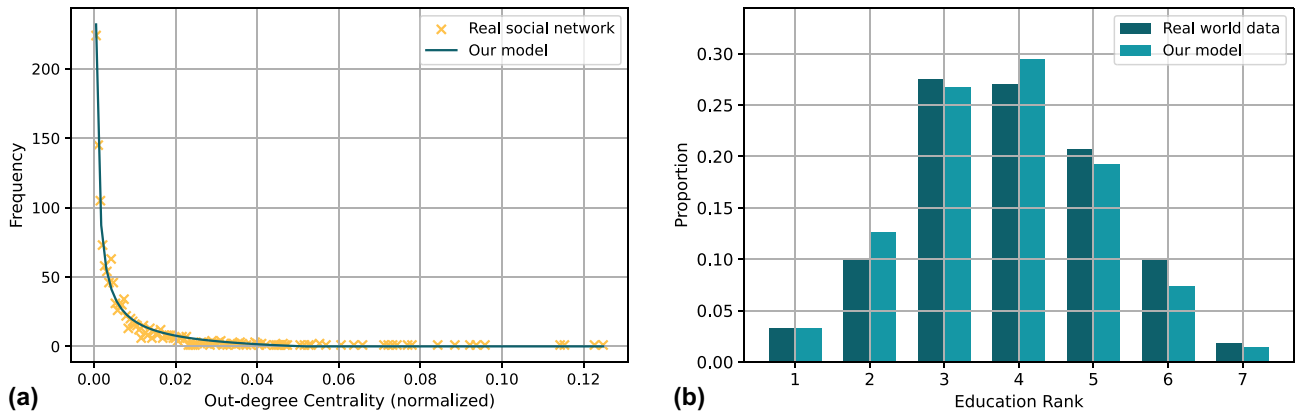 Real social network
Our model
Frequency
200
150
100
50
0
0.00 0.02 0.04 0.06 0.08 0.10 0.12
Out-degree Centrality (normalized)
(a)
Real world data
Our model
Proportion
0.30
0.25
0.20
0.15
0.10
0.05
0.00
1 2 3 4 5 6 7
Education Rank
(b)